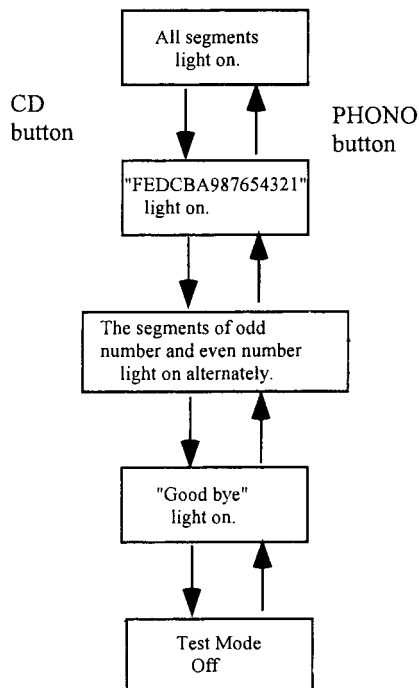 All segments
light on.
CD
button
PHONO
button
"FEDCBA987654321"
light on.
The segments of odd
number and even number
light on alternately.
"Good bye"
light on.
Test Mode
Off